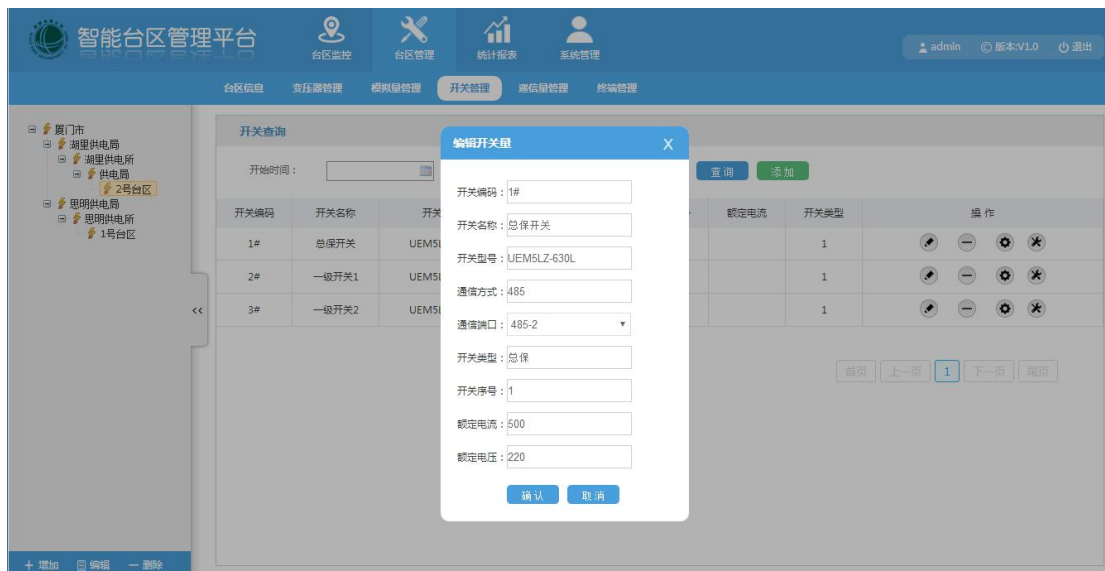 智能台区管理平台
台区监控
台区管理
统计报表
系统管理
admin
©版本:V1.0
退出
台区信息
变压器管理
模拟量管理
开关管理
遥信量管理
终端管理
厦门市
湖里供电局
湖里供电所
供电局
2号台区
思明供电局
思明供电所
1号台区
<<
+ 增加
编辑
一 删除
开关查询
开始时间：
查询
添加
开关编码 开关名称 开关 额定电流 开关类型 操作
1# 总保开关 UEM5L 1
2# 一级开关1 UEM5l 1
3# 一级开关2 UEM5l 1
首页 上一页 1 下一页 尾页
编辑开关量 X
开关编码：1#
开关名称：总保开关
开关型号：UEM5LZ-630L
通信方式：485
通信端口：485-2
开关类型：总保
开关序号：1
额定电流：500
额定电压：220
确认
取消